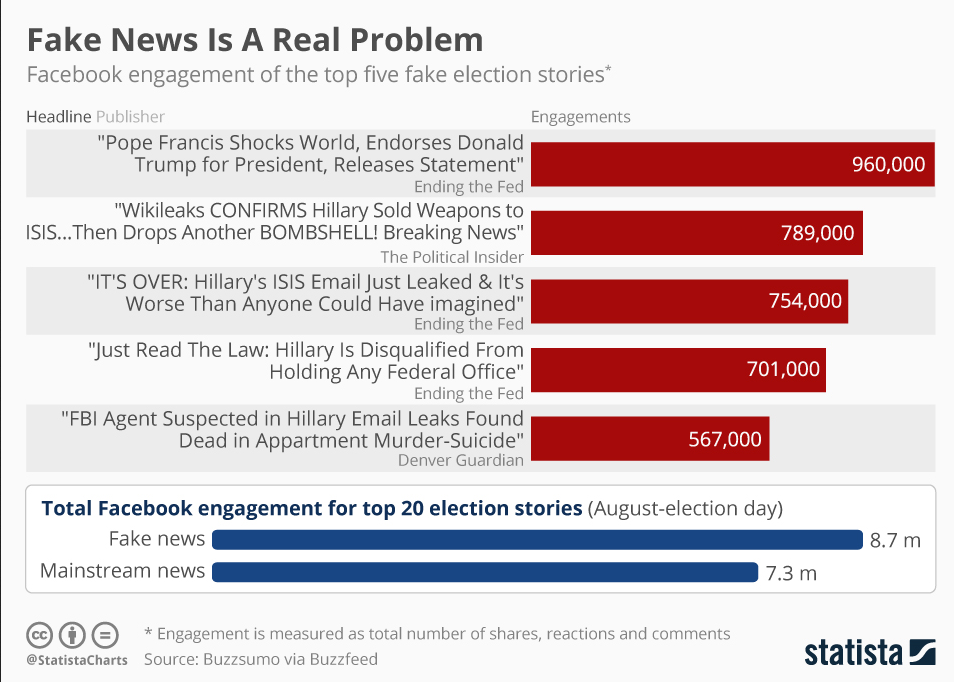 Fake News Is A Real Problem
Facebook engagement of the top five fake election stories*
Headline Publisher Engagements
"Pope Francis Shocks World, Endorses Donald
Trump for President, Releases Statement"
Ending the Fed
960,000
"Wikileaks CONFIRMS Hillary Sold Weapons to
ISIS...Then Drops Another BOMBSHELL! Breaking News"
The Political Insider
789,000
"IT'S OVER: Hillary's ISIS Email Just Leaked & It's
Worse Than Anyone Could Have imagined"
Ending the Fed
754,000
"Just Read The Law: Hillary Is Disqualified From
Holding Any Federal Office"
Ending the Fed
701,000
"FBI Agent Suspected in Hillary Email Leaks Found
Dead in Appartment Murder-Suicide"
Denver Guardian
567,000
Total Facebook engagement for top 20 election stories (August-election day)
Fake news 8.7 m
Mainstream news 7.3 m
* Engagement is measured as total number of shares, reactions and comments
@StatistaCharts Source: Buzzsumo via Buzzfeed
cc
statista